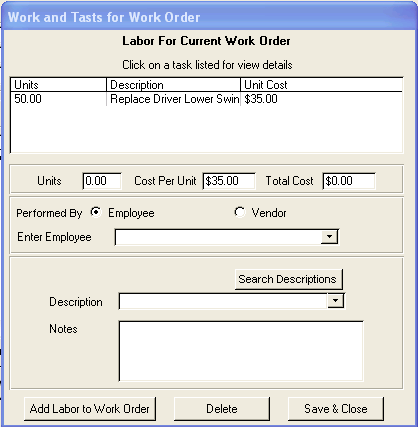 Work and Tasts for Work Order
Labor For Current Work Order
Click on a task listed for view details
Units Description Unit Cost
50.00 Replace Driver Lower Swin $35.00
Units 0.00 Cost Per Unit $35.00 Total Cost $0.00
Performed By Employee Vendor
Enter Employee
Search Descriptions
Description
Notes
Add Labor to Work Order Delete Save & Close